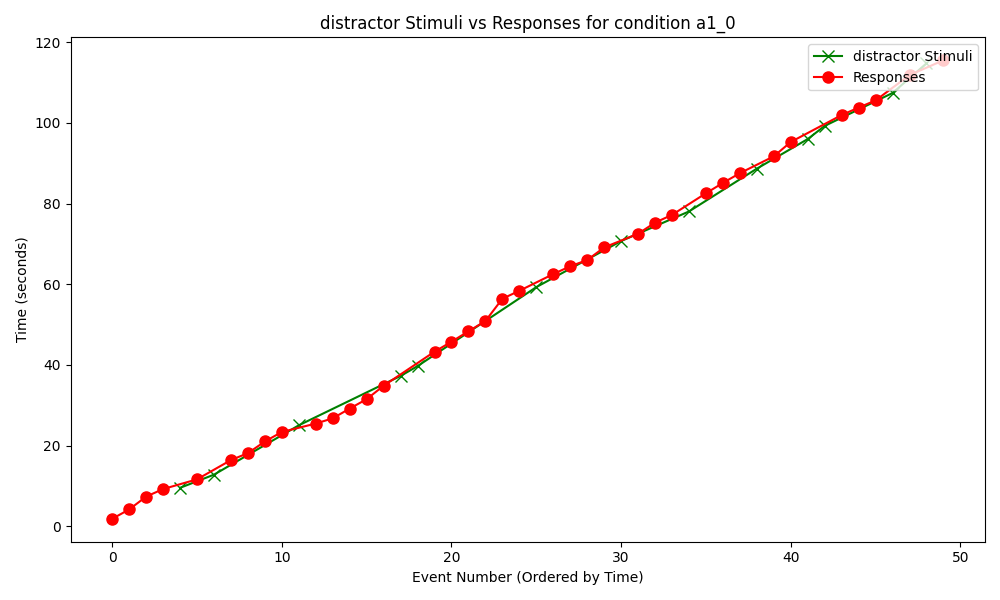 distractor Stimuli vs Responses for condition a1_0
distractor Stimuli
Responses
Time (seconds)
120
100
80
60
40
20
0
0 10 20 30 40 50
Event Number (Ordered by Time)